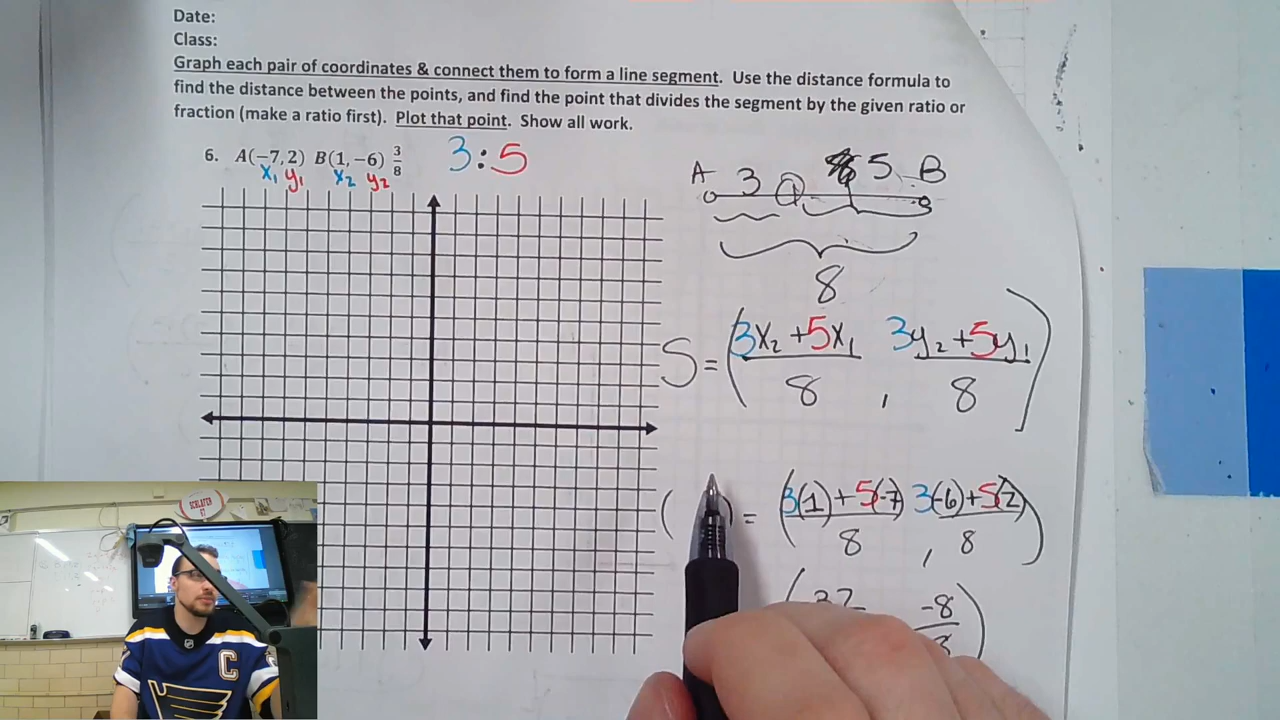 Date:
Class:
Graph each pair of coordinates & connect them to form a line segment. Use the distance formula to
find the distance between the points, and find the point that divides the segment by the given ratio or
fraction (make a ratio first). Plot that point. Show all work.
6. A(−7, 2) B(1, −6) 3/8 3:5
x₁ y₁ x₂ y₂
A 3 5 B
8
S = (3x₂ + 5x₁ / 8 , 3y₂ + 5y₁ / 8)
( ) = (3(1) + 5(-7) / 8 , 3(-6) + 5(2) / 8)
( -8
SCHLATER
57
C